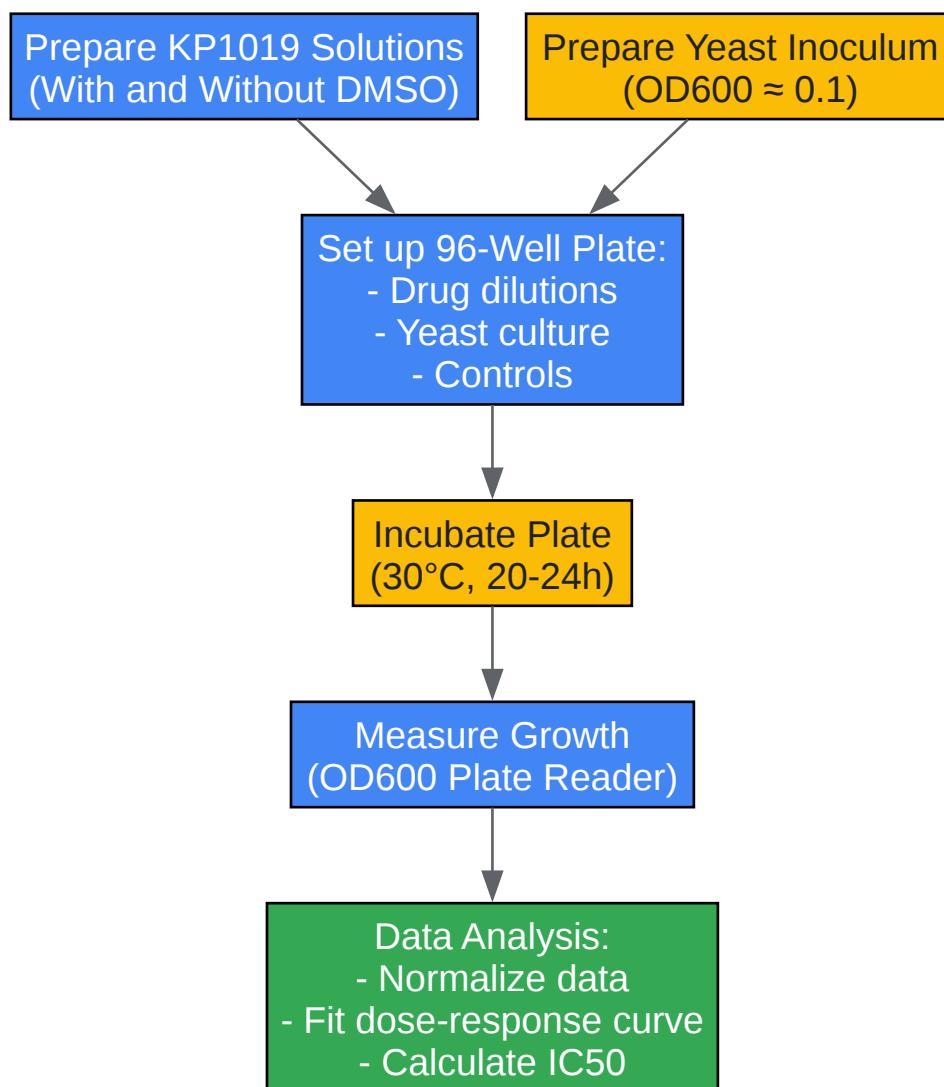 Prepare KP1019 Solutions
(With and Without DMSO)
Prepare Yeast Inoculum
(OD600 ≈ 0.1)
Set up 96-Well Plate:
- Drug dilutions
- Yeast culture
- Controls
Incubate Plate
(30°C, 20-24h)
Measure Growth
(OD600 Plate Reader)
Data Analysis:
- Normalize data
- Fit dose-response curve
- Calculate IC50